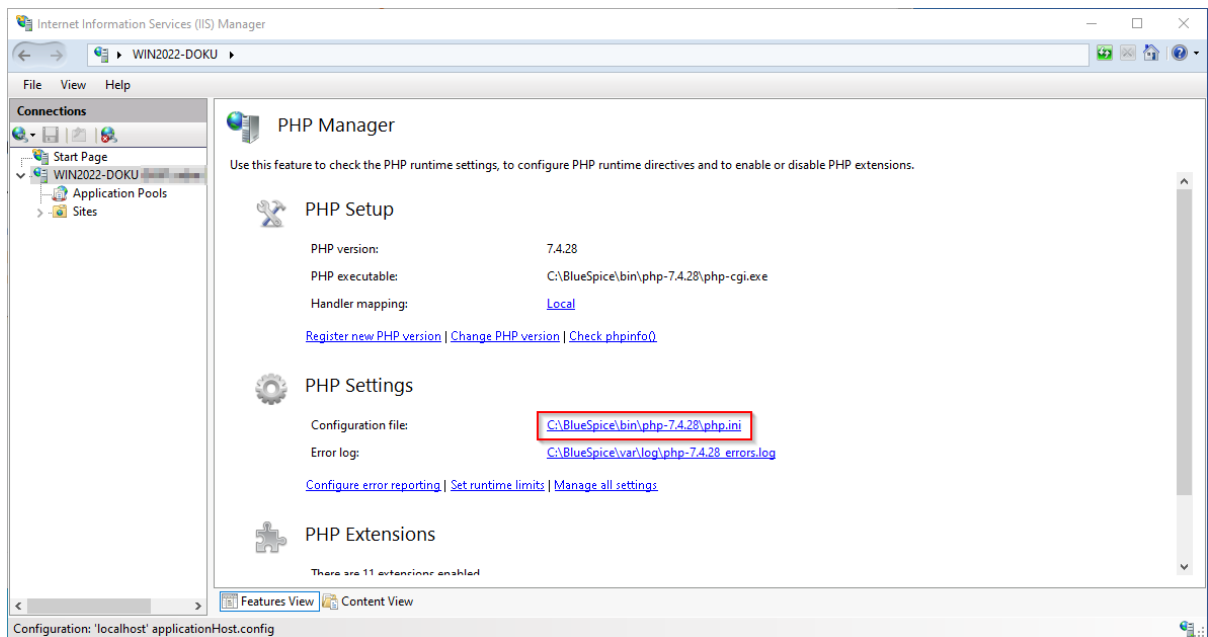 Internet Information Services (IIS) Manager
WIN2022-DOKU
File View Help
Connections
Start Page
WIN2022-DOKU
Application Pools
Sites
PHP Manager
Use this feature to check the PHP runtime settings, to configure PHP runtime directives and to enable or disable PHP extensions.
PHP Setup
PHP version: 7.4.28
PHP executable: C:\BlueSpice\bin\php-7.4.28\php-cgi.exe
Handler mapping: Local
Register new PHP version | Change PHP version | Check phpinfo()
PHP Settings
Configuration file: C:\BlueSpice\bin\php-7.4.28\php.ini
Error log: C:\BlueSpice\var\log\php-7.4.28_errors.log
Configure error reporting | Set runtime limits | Manage all settings
PHP Extensions
There are 11 extensions enabled
Features View Content View
Configuration: 'localhost' applicationHost.config